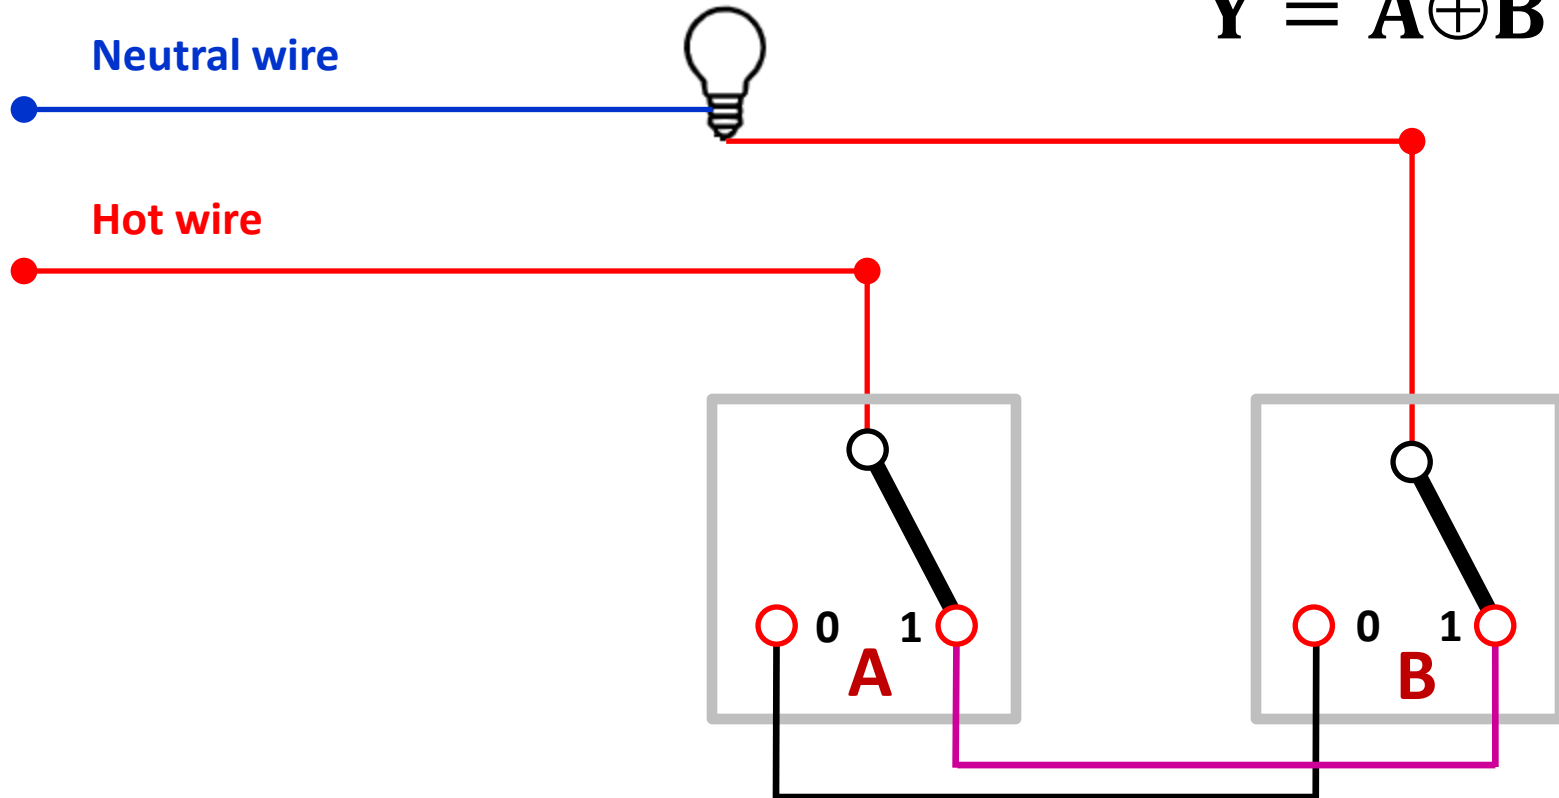 Y = A⊕B
Neutral wire
Hot wire
0 1
A
0 1
B